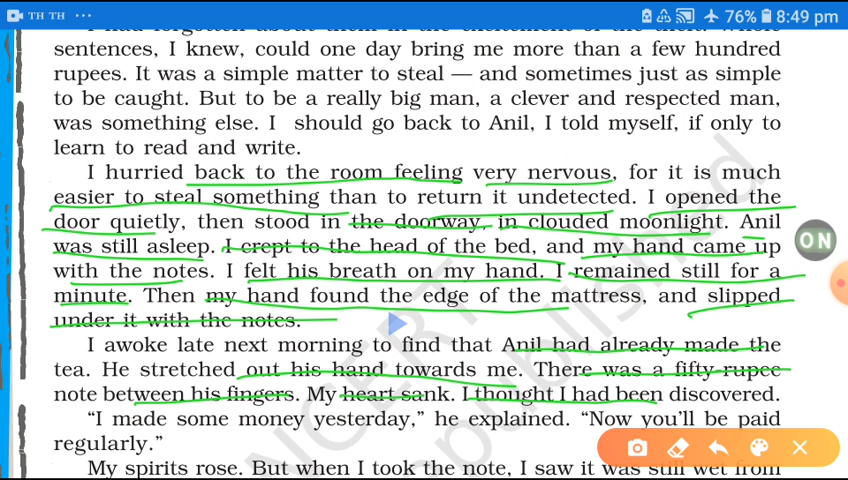 TH TH ... 76% 8:49 pm
sentences, I knew, could one day bring me more than a few hundred
rupees. It was a simple matter to steal — and sometimes just as simple
to be caught. But to be a really big man, a clever and respected man,
was something else. I should go back to Anil, I told myself, if only to
learn to read and write.
I hurried back to the room feeling very nervous, for it is much
easier to steal something than to return it undetected. I opened the
door quietly, then stood in the doorway, in clouded moonlight. Anil
was still asleep. I crept to the head of the bed, and my hand came up
with the notes. I felt his breath on my hand. I remained still for a
minute. Then my hand found the edge of the mattress, and slipped
under it with the notes.
I awoke late next morning to find that Anil had already made the
tea. He stretched out his hand towards me. There was a fifty-rupee
note between his fingers. My heart sank. I thought I had been discovered.
“I made some money yesterday,” he explained. “Now you’ll be paid
regularly.”
My spirits rose. But when I took the note, I saw it was still wet from
ON
NCERT